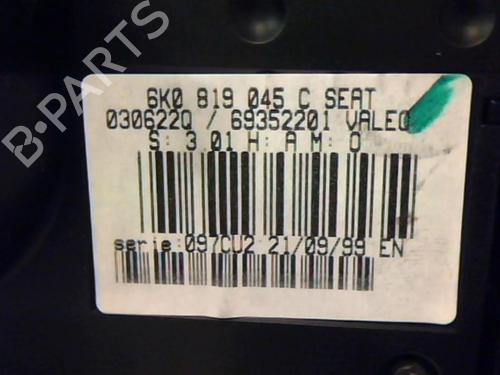 B-PARTS
6K0 819 045 C SEAT
030622Q / 69352201 VALEO
S: 3 01 H: A M: 0
serie:097CU2 21/09/99 EN